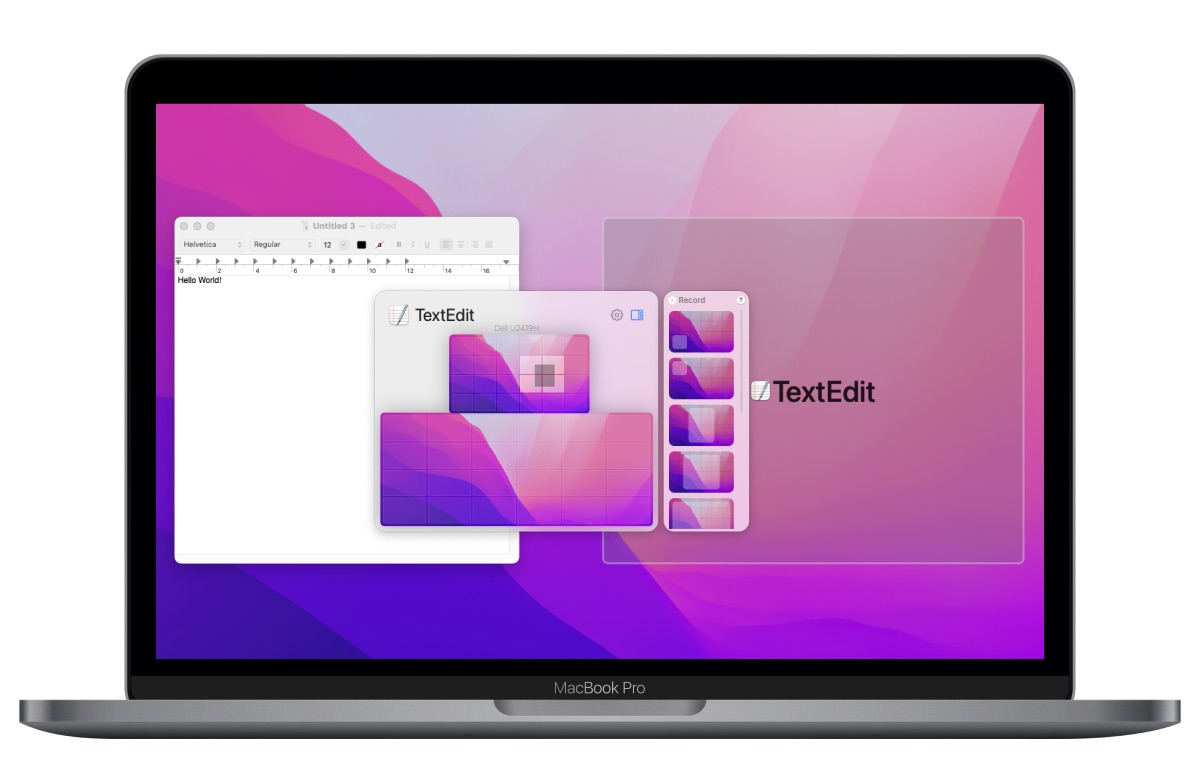 Untitled 3 — Edited
Helvetica Regular 12 a B I U
0 2 4 6 8 10 12 14 16
Hello World!
TextEdit
Dell U2419H
Record ?
TextEdit
MacBook Pro